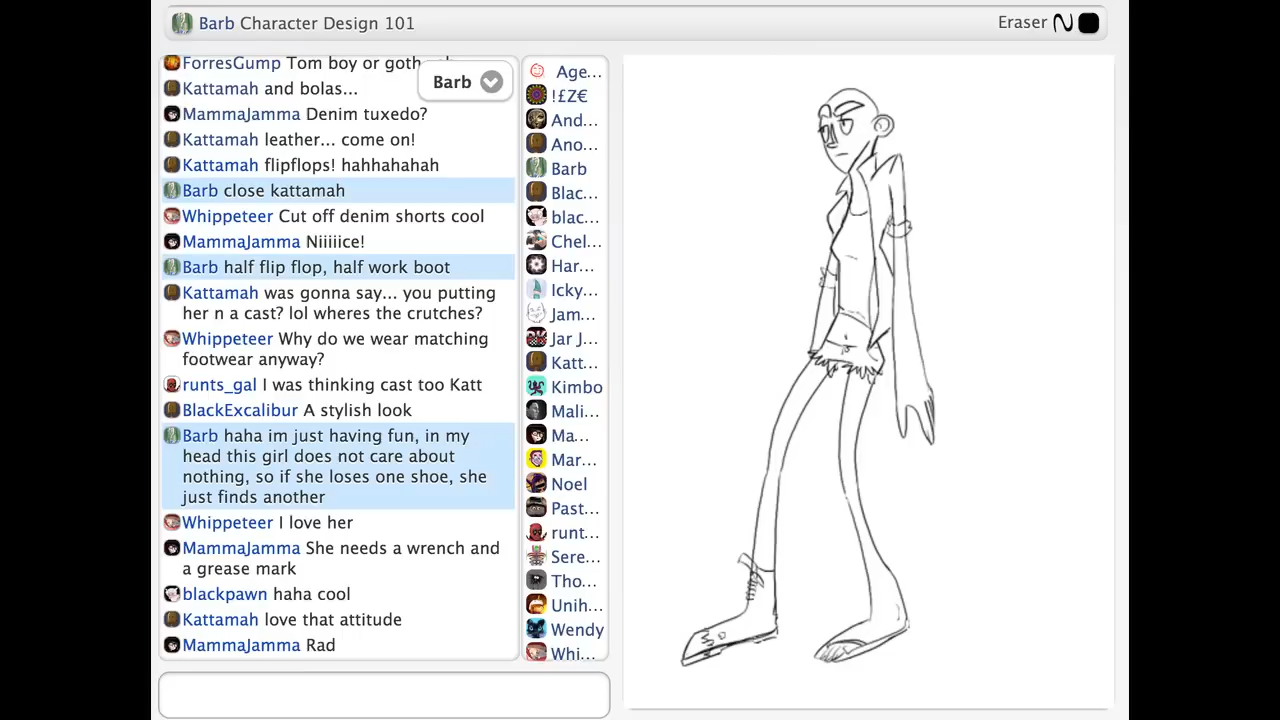 Barb Character Design 101
Eraser
ForresGump Tom boy or goth
Barb
Kattamah and bolas...
MammaJamma Denim tuxedo?
Kattamah leather... come on!
Kattamah flipflops! hahhahahah
Barb close kattamah
Whippeteer Cut off denim shorts cool
MammaJamma Niiiiice!
Barb half flip flop, half work boot
Kattamah was gonna say... you putting
her n a cast? lol wheres the crutches?
Whippeteer Why do we wear matching
footwear anyway?
runts_gal I was thinking cast too Katt
BlackExcalibur A stylish look
Barb haha im just having fun, in my
head this girl does not care about
nothing, so if she loses one shoe, she
just finds another
Whippeteer I love her
MammaJamma She needs a wrench and
a grease mark
blackpawn haha cool
Kattamah love that attitude
MammaJamma Rad
Age...
!£Z€
And...
Ano...
Barb
Blac...
blac...
Chel...
Har...
Icky...
Jam...
Jar J...
Katt...
Kimbo
Mali...
Ma...
Mar...
Noel
Past...
runt...
Sere...
Tho...
Unih...
Wendy
Whi...